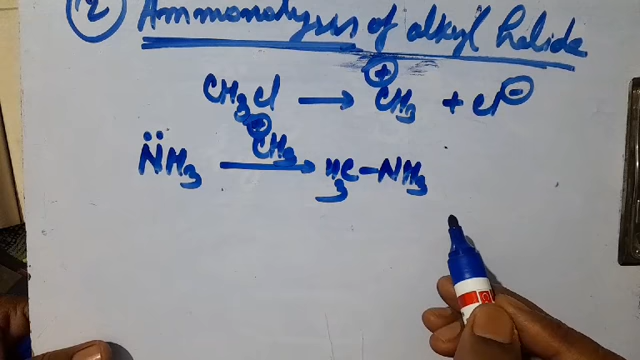 ② Ammonolysis of alkyl halide
CH₃Cl ⟶ ⊕CH₃ + Cl⊖
⊕CH₃
N̈H₃ ⟶ H₃C–NH₃